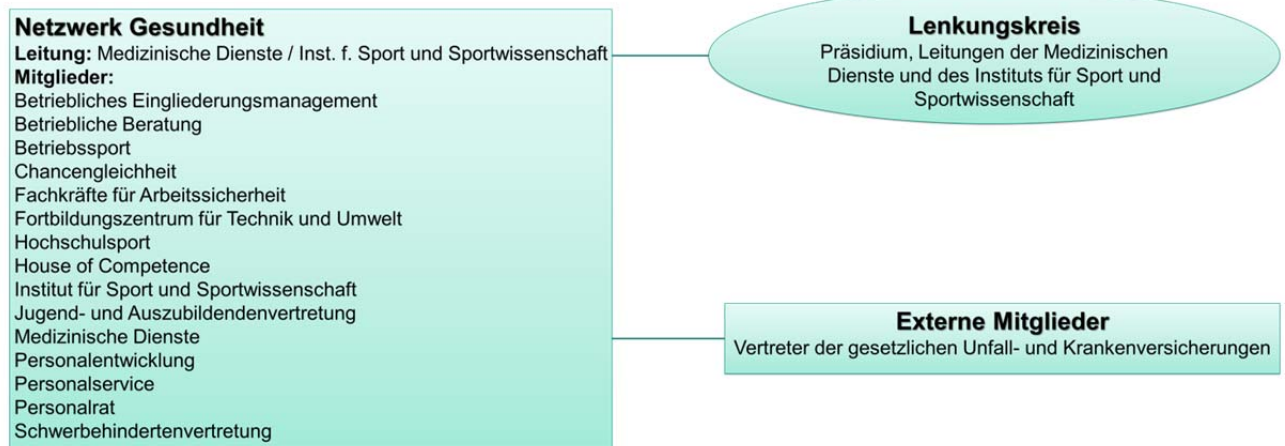 Netzwerk Gesundheit
Leitung: Medizinische Dienste / Inst. f. Sport und Sportwissenschaft
Mitglieder:
Betriebliches Eingliederungsmanagement
Betriebliche Beratung
Betriebssport
Chancengleichheit
Fachkräfte für Arbeitssicherheit
Fortbildungszentrum für Technik und Umwelt
Hochschulsport
House of Competence
Institut für Sport und Sportwissenschaft
Jugend- und Auszubildendenvertretung
Medizinische Dienste
Personalentwicklung
Personalservice
Personalrat
Schwerbehindertenvertretung
Lenkungskreis
Präsidium, Leitungen der Medizinischen
Dienste und des Instituts für Sport und
Sportwissenschaft
Externe Mitglieder
Vertreter der gesetzlichen Unfall- und Krankenversicherungen